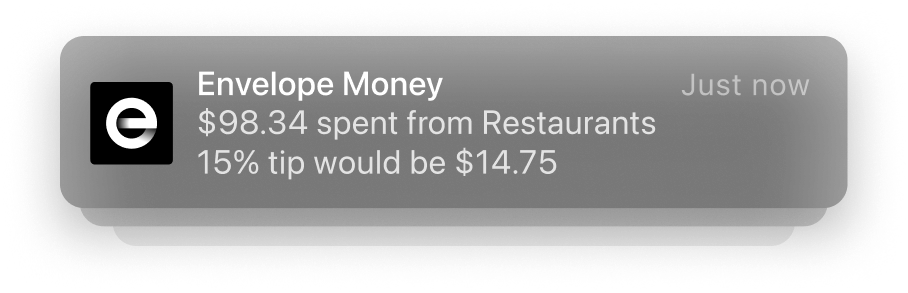 Envelope Money
Just now
$98.34 spent from Restaurants
15% tip would be $14.75